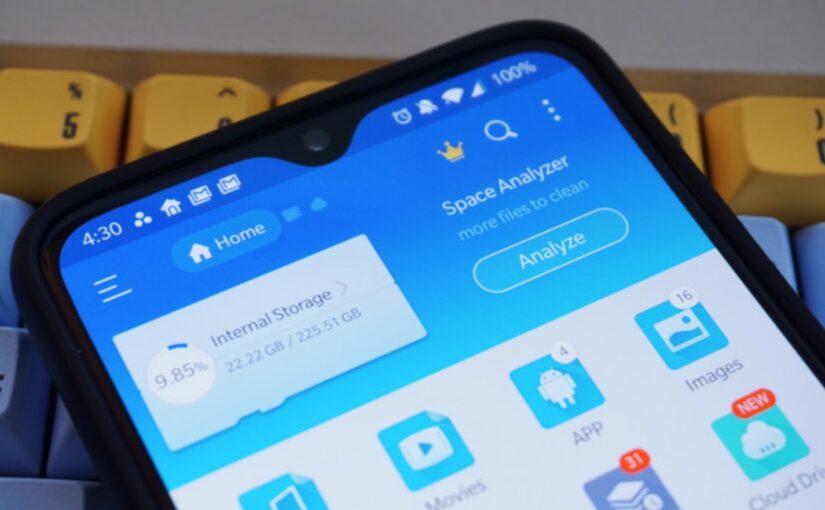 %
5
^
(
)
4:30
100%
Home
Space Analyzer
more files to clean
Analyze
Internal Storage
22.22 GB / 225.51 GB
9.85%
16
Images
4
APP
Movies
31
NEW
Cloud